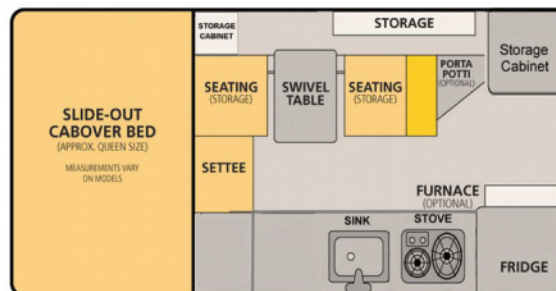 STORAGE
CABINET
STORAGE
Storage
Cabinet
SEATING
(STORAGE)
SWIVEL
TABLE
SEATING
(STORAGE)
PORTA
POTTI
(OPTIONAL)
SLIDE-OUT
CABOVER BED
(APPROX. QUEEN SIZE)
MEASUREMENTS VARY
ON MODELS
SETTEE
FURNACE
(OPTIONAL)
SINK
STOVE
FRIDGE